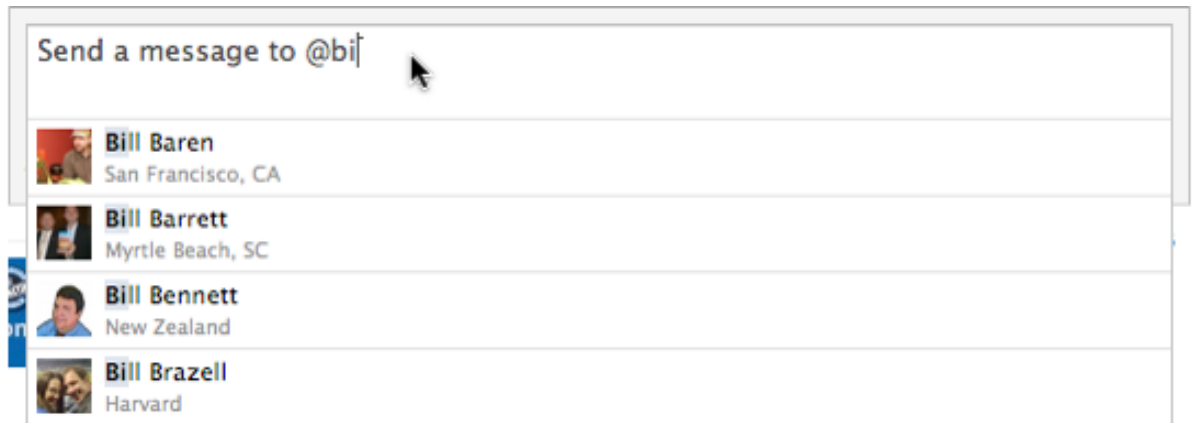 Send a message to @bi
Bill Baren
San Francisco, CA
Bill Barrett
Myrtle Beach, SC
Bill Bennett
New Zealand
Bill Brazell
Harvard